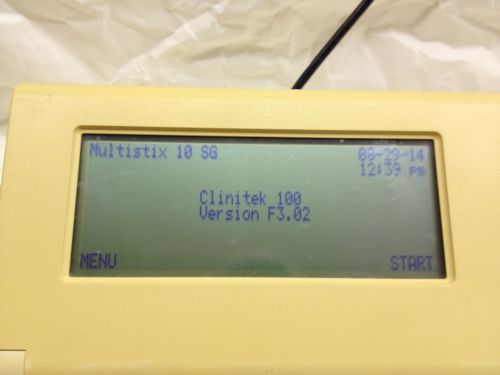 Multistix 10 SG 08-29-14
12:39 PM
Clinitek 100
Version F3.02
MENU START